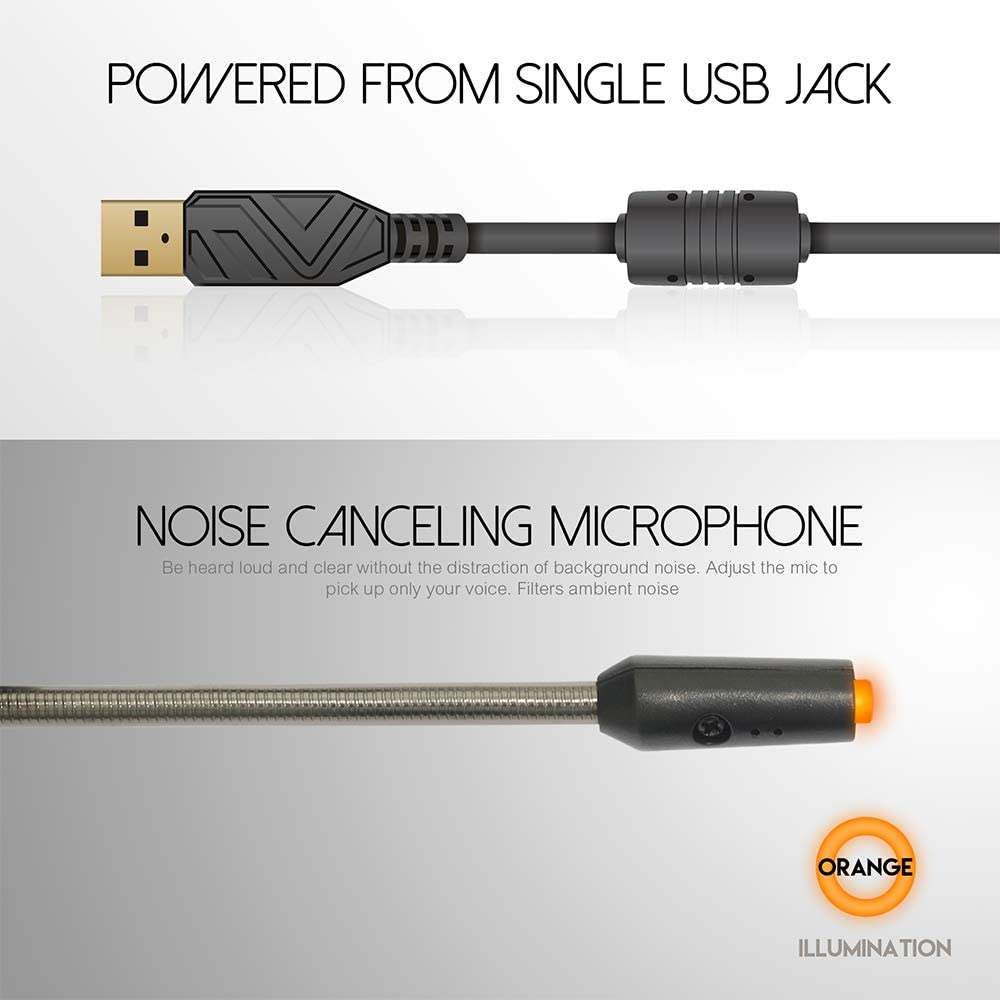 POWERED FROM SINGLE USB JACK
NOISE CANCELING MICROPHONE
Be heard loud and clear without the distraction of background noise. Adjust the mic to
pick up only your voice. Filters ambient noise
ORANGE
ILLUMINATION